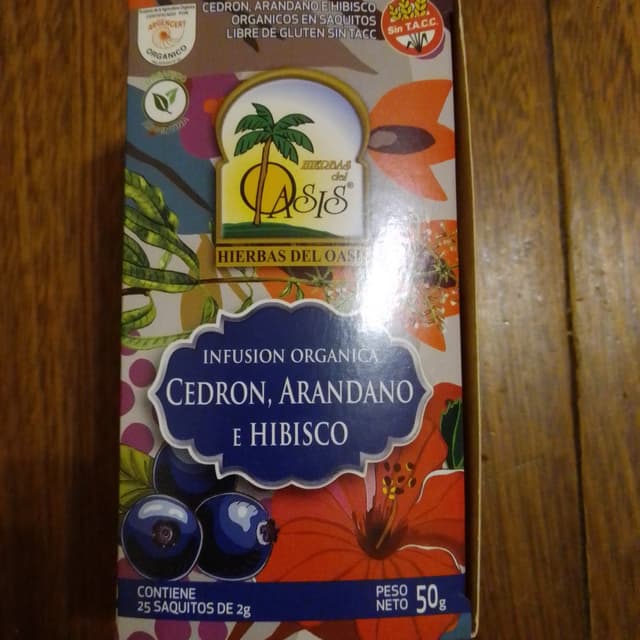 CEDRON, ARANDANO E HIBISCO
ORGANICOS EN SAQUITOS
LIBRE DE GLUTEN SIN TACC
Sin T.A.C.C.
ARGENCERT
ORGANICO
HIERBAS
del
OASIS®
HIERBAS DEL OASIS
INFUSION ORGANICA
CEDRON, ARANDANO
E HIBISCO
CONTIENE
25 SAQUITOS DE 2g
PESO
NETO 50g